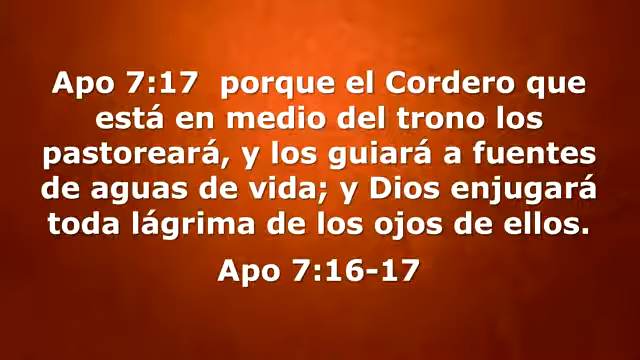 Apo 7:17  porque el Cordero que
está en medio del trono los
pastoreará, y los guiará a fuentes
de aguas de vida; y Dios enjugará
toda lágrima de los ojos de ellos.
Apo 7:16-17